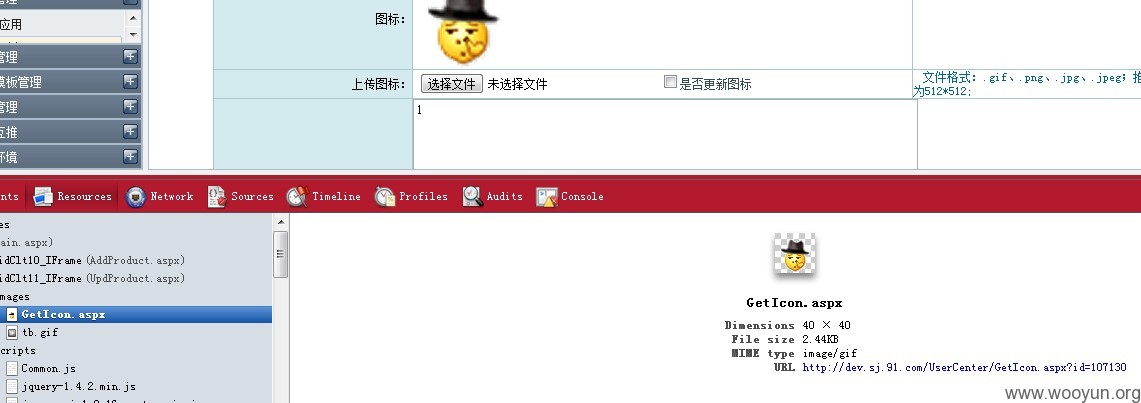 应用
管理
模板管理
管理
互推
环境
图标：
上传图标：
选择文件 未选择文件
是否更新图标
文件格式：.gif、.png、.jpg、.jpeg；推
为512*512；
1
nts Resources Network Sources Timeline Profiles Audits Console
es
ain.aspx)
idClt10_IFrame (AddProduct.aspx)
idClt11_IFrame (UpdProduct.aspx)
mages
GetIcon.aspx
tb.gif
cripts
Common.js
jquery-1.4.2.min.js
GetIcon.aspx
Dimensions 40 × 40
File size 2.44KB
MIME type image/gif
URL http://dev.sj.91.com/UserCenter/GetIcon.aspx?id=107130
www.wooyun.org